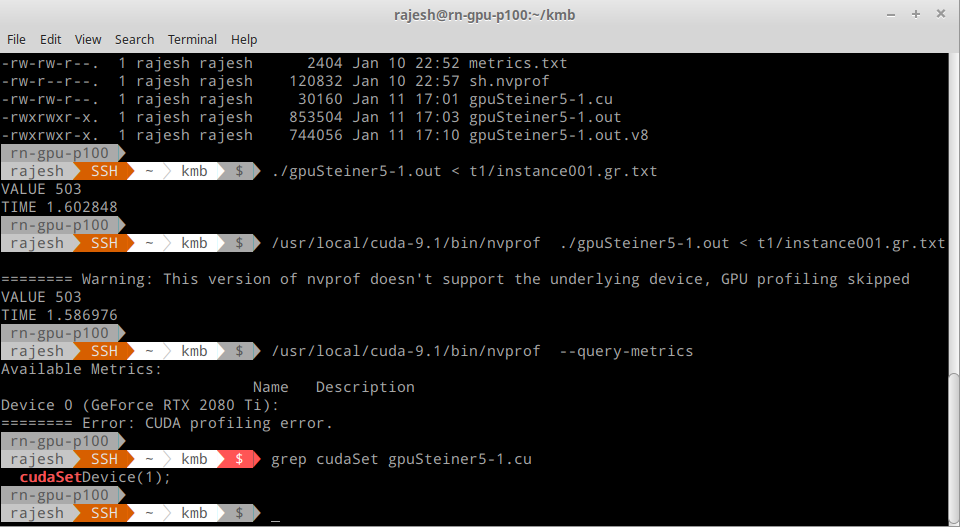 rajesh@rn-gpu-p100:~/kmb
File Edit View Search Terminal Help
-rw-rw-r--. 1 rajesh rajesh 2404 Jan 10 22:52 metrics.txt
-rw-r--r--. 1 rajesh rajesh 120832 Jan 10 22:57 sh.nvprof
-rw-rw-r--. 1 rajesh rajesh 30160 Jan 11 17:01 gpuSteiner5-1.cu
-rwxrwxr-x. 1 rajesh rajesh 853504 Jan 11 17:03 gpuSteiner5-1.out
-rwxrwxr-x. 1 rajesh rajesh 744056 Jan 11 17:10 gpuSteiner5-1.out.v8
rn-gpu-p100
rajesh SSH ~ kmb $ ./gpuSteiner5-1.out < t1/instance001.gr.txt
VALUE 503
TIME 1.602848
rn-gpu-p100
rajesh SSH ~ kmb $ /usr/local/cuda-9.1/bin/nvprof ./gpuSteiner5-1.out < t1/instance001.gr.txt
======== Warning: This version of nvprof doesn't support the underlying device, GPU profiling skipped
VALUE 503
TIME 1.586976
rn-gpu-p100
rajesh SSH ~ kmb $ /usr/local/cuda-9.1/bin/nvprof --query-metrics
Available Metrics:
Name Description
Device 0 (GeForce RTX 2080 Ti):
======== Error: CUDA profiling error.
rn-gpu-p100
rajesh SSH ~ kmb $ grep cudaSet gpuSteiner5-1.cu
cudaSetDevice(1);
rn-gpu-p100
rajesh SSH ~ kmb $ _